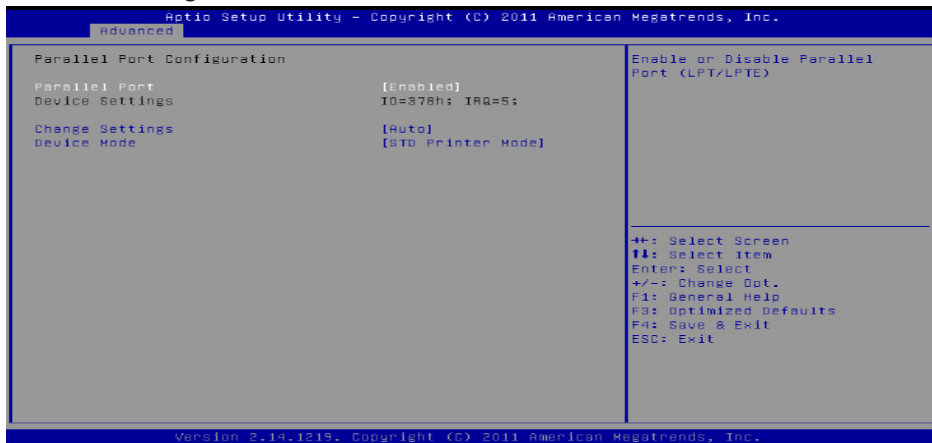 Aptio Setup Utility – Copyright (C) 2011 American Megatrends, Inc.
Advanced
Parallel Port Configuration
Parallel Port [Enabled]
Device Settings IO=378h; IRQ=5;
Change Settings [Auto]
Device Mode [STD Printer Mode]
Enable or Disable Parallel
Port (LPT/LPTE)
→←: Select Screen
↑↓: Select Item
Enter: Select
+/-: Change Opt.
F1: General Help
F3: Optimized Defaults
F4: Save & Exit
ESC: Exit
Version 2.14.1219. Copyright (C) 2011 American Megatrends, Inc.